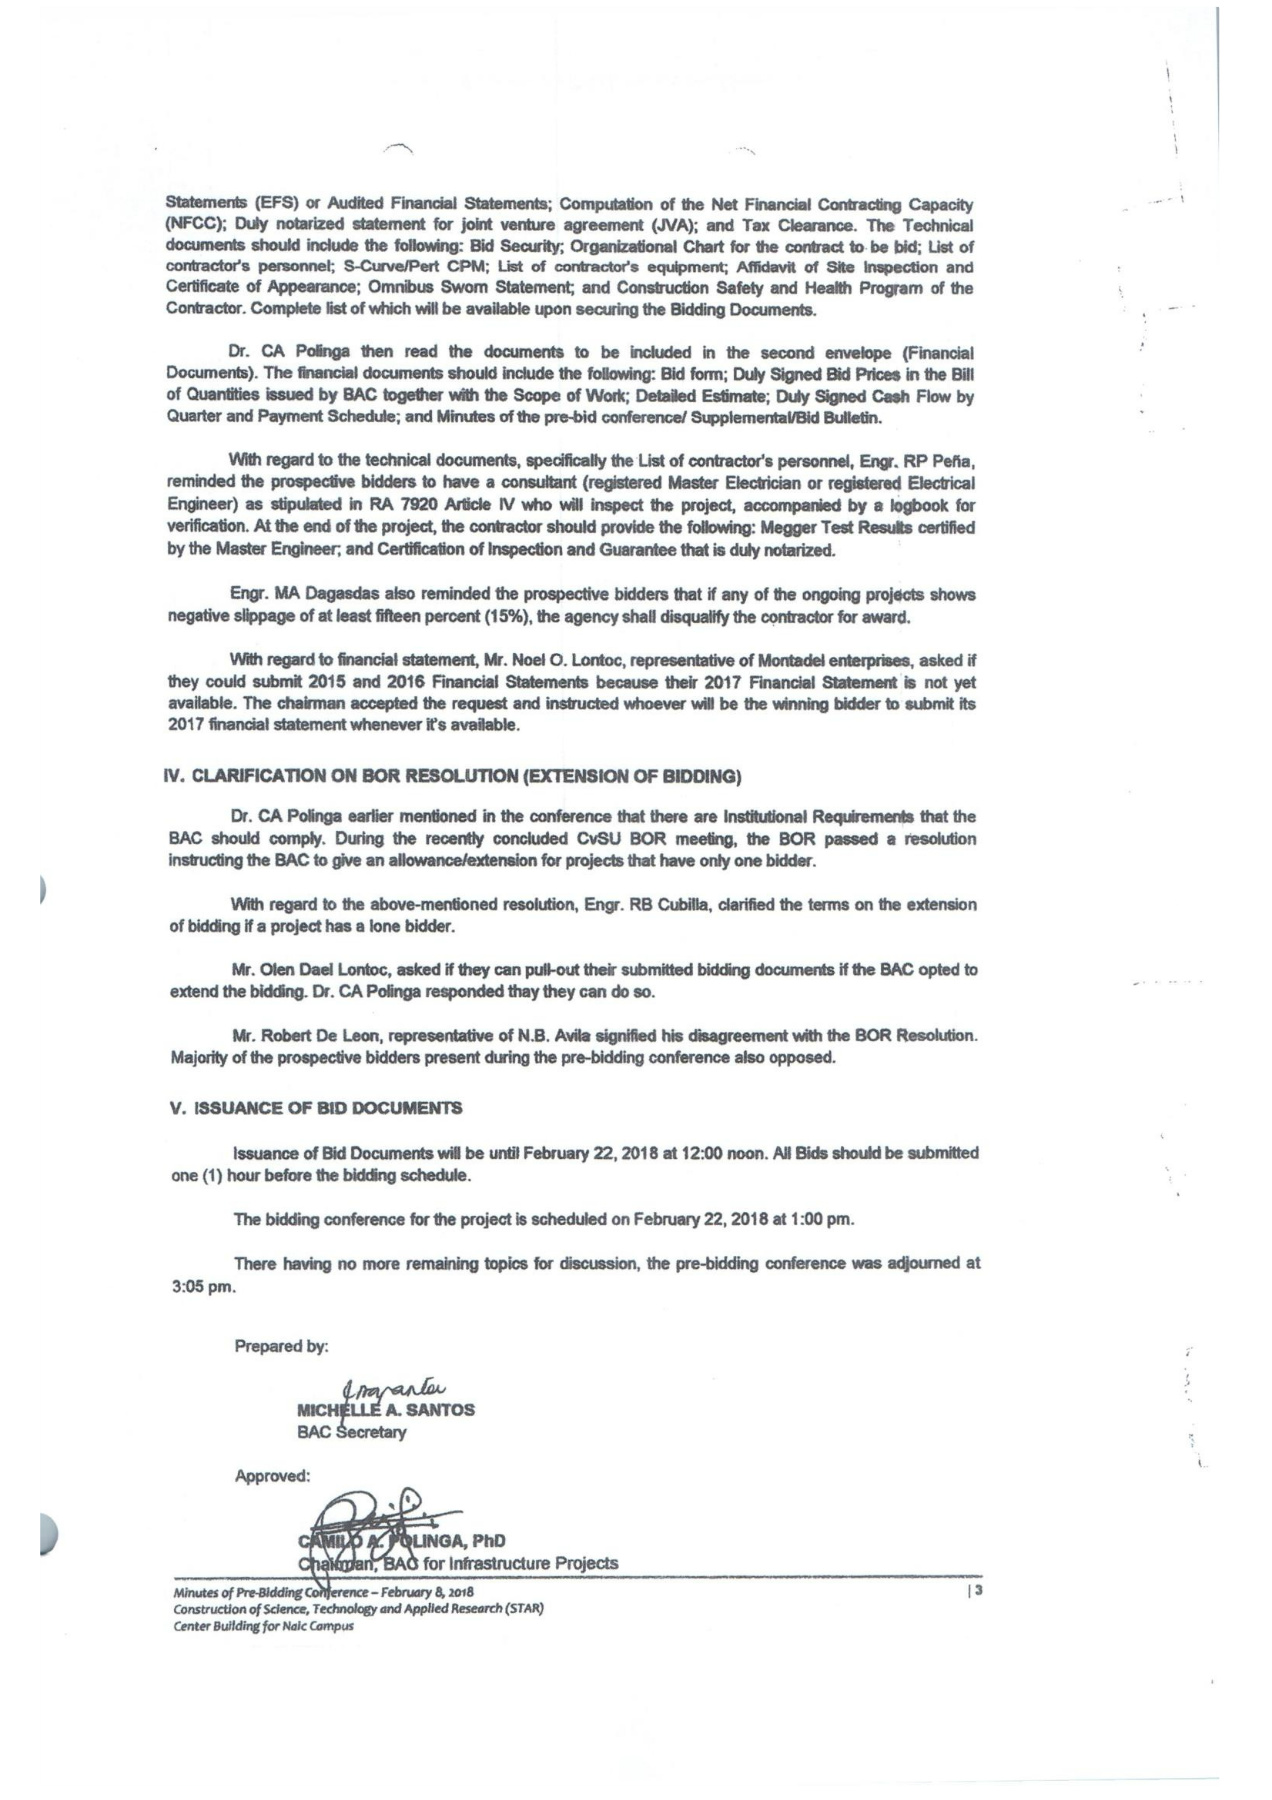 Statements (EFS) or Audited Financial Statements; Computation of the Net Financial Contracting Capacity
(NFCC); Duly notarized statement for joint venture agreement (JVA); and Tax Clearance. The Technical
documents should include the following: Bid Security; Organizational Chart for the contract to be bid; List of
contractor's personnel; S-Curve/Pert CPM; List of contractor's equipment; Affidavit of Site Inspection and
Certificate of Appearance; Omnibus Sworn Statement; and Construction Safety and Health Program of the
Contractor. Complete list of which will be available upon securing the Bidding Documents.
Dr. CA Polinga then read the documents to be included in the second envelope (Financial
Documents). The financial documents should include the following: Bid form; Duly Signed Bid Prices in the Bill
of Quantities issued by BAC together with the Scope of Work; Detailed Estimate; Duly Signed Cash Flow by
Quarter and Payment Schedule; and Minutes of the pre-bid conference/ Supplemental/Bid Bulletin.
With regard to the technical documents, specifically the List of contractor's personnel, Engr. RP Peña,
reminded the prospective bidders to have a consultant (registered Master Electrician or registered Electrical
Engineer) as stipulated in RA 7920 Article IV who will inspect the project, accompanied by a logbook for
verification. At the end of the project, the contractor should provide the following: Megger Test Results certified
by the Master Engineer; and Certification of Inspection and Guarantee that is duly notarized.
Engr. MA Dagasdas also reminded the prospective bidders that if any of the ongoing projects shows
negative slippage of at least fifteen percent (15%), the agency shall disqualify the contractor for award.
With regard to financial statement, Mr. Noel O. Lontoc, representative of Montadel enterprises, asked if
they could submit 2015 and 2016 Financial Statements because their 2017 Financial Statement is not yet
available. The chairman accepted the request and instructed whoever will be the winning bidder to submit its
2017 financial statement whenever it's available.
IV. CLARIFICATION ON BOR RESOLUTION (EXTENSION OF BIDDING)
Dr. CA Polinga earlier mentioned in the conference that there are Institutional Requirements that the
BAC should comply. During the recently concluded CvSU BOR meeting, the BOR passed a resolution
instructing the BAC to give an allowance/extension for projects that have only one bidder.
With regard to the above-mentioned resolution, Engr. RB Cubilla, clarified the terms on the extension
of bidding if a project has a lone bidder.
Mr. Olen Dael Lontoc, asked if they can pull-out their submitted bidding documents if the BAC opted to
extend the bidding. Dr. CA Polinga responded thay they can do so.
Mr. Robert De Leon, representative of N.B. Avila signified his disagreement with the BOR Resolution.
Majority of the prospective bidders present during the pre-bidding conference also opposed.
V. ISSUANCE OF BID DOCUMENTS
Issuance of Bid Documents will be until February 22, 2018 at 12:00 noon. All Bids should be submitted
one (1) hour before the bidding schedule.
The bidding conference for the project is scheduled on February 22, 2018 at 1:00 pm.
There having no more remaining topics for discussion, the pre-bidding conference was adjourned at
3:05 pm.
Prepared by:
MICHELLE A. SANTOS
BAC Secretary
Approved:
CAMILO A. POLINGA, PhD
Chairman, BAC for Infrastructure Projects
Minutes of Pre-Bidding Conference – February 8, 2018
| 3
Construction of Science, Technology and Applied Research (STAR)
Center Building for Naic Campus